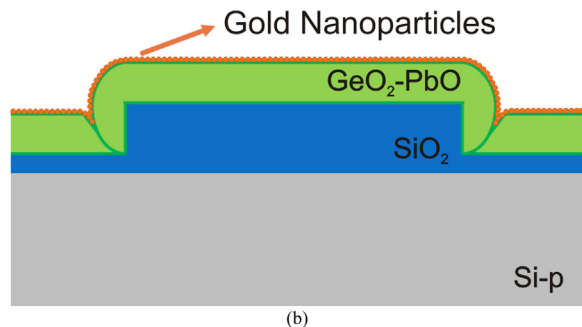 Gold Nanoparticles
GeO₂-PbO
SiO₂
Si-p
(b)